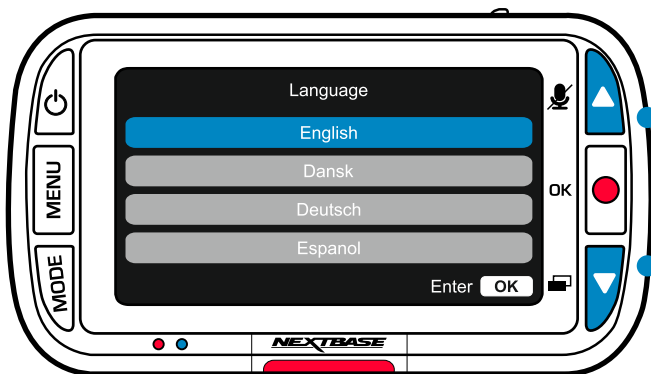 Language
English
Dansk
Deutsch
Espanol
Enter OK
MENU
MODE
OK
NEXTBASE